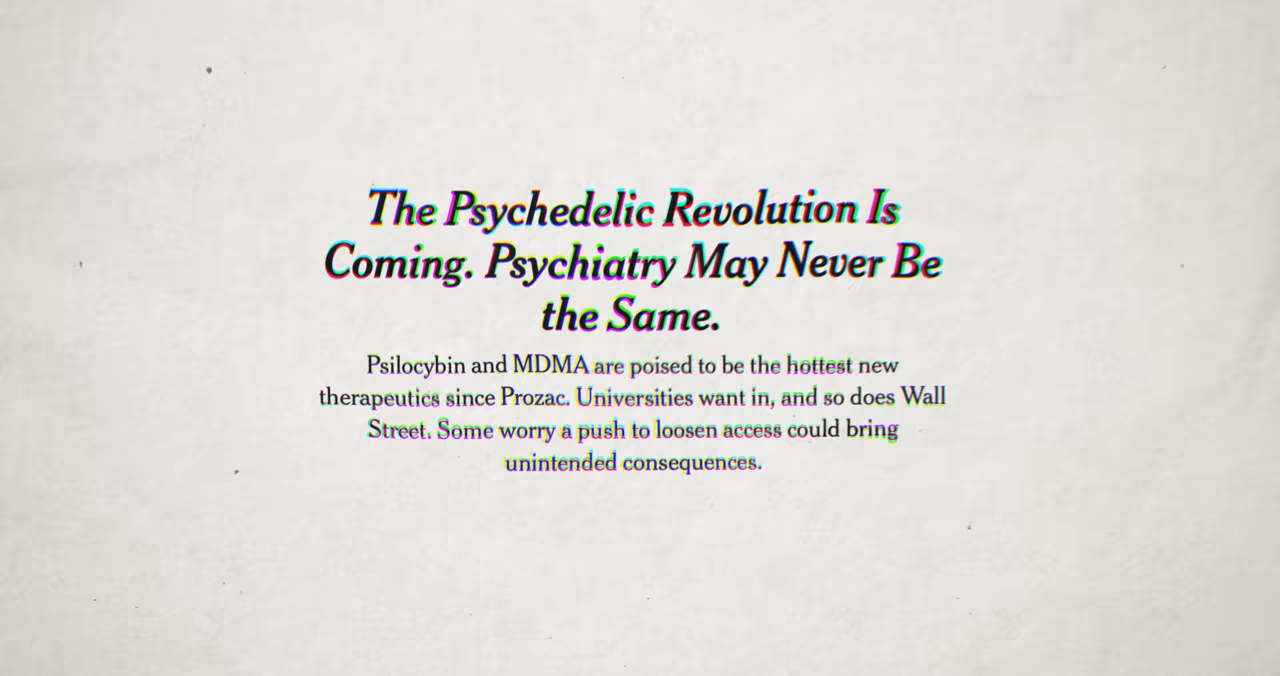 The Psychedelic Revolution Is
Coming. Psychiatry May Never Be
the Same.
Psilocybin and MDMA are poised to be the hottest new
therapeutics since Prozac. Universities want in, and so does Wall
Street. Some worry a push to loosen access could bring
unintended consequences.